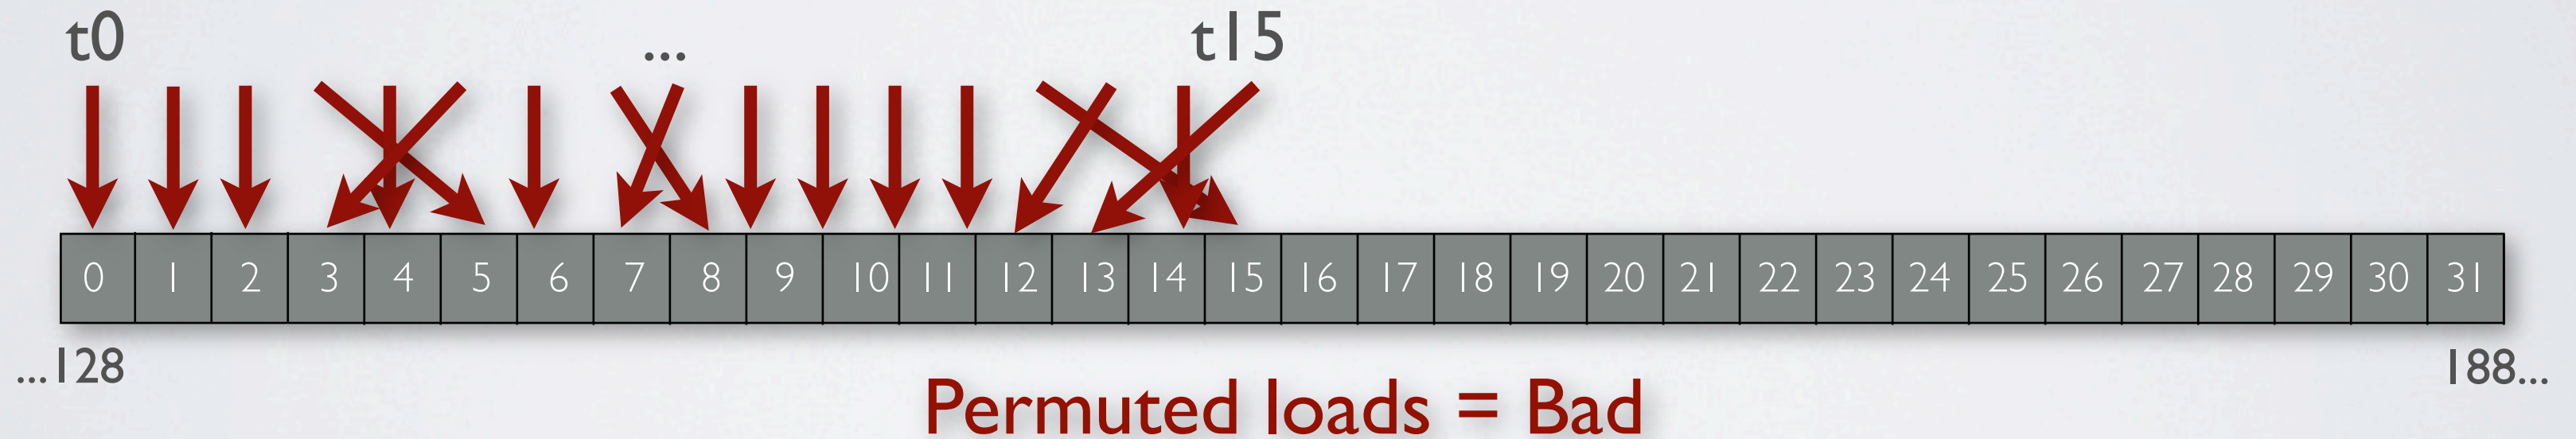 t0 ... t15
0 1 2 3 4 5 6 7 8 9 10 11 12 13 14 15 16 17 18 19 20 21 22 23 24 25 26 27 28 29 30 31
...128 188...
Permuted loads = Bad